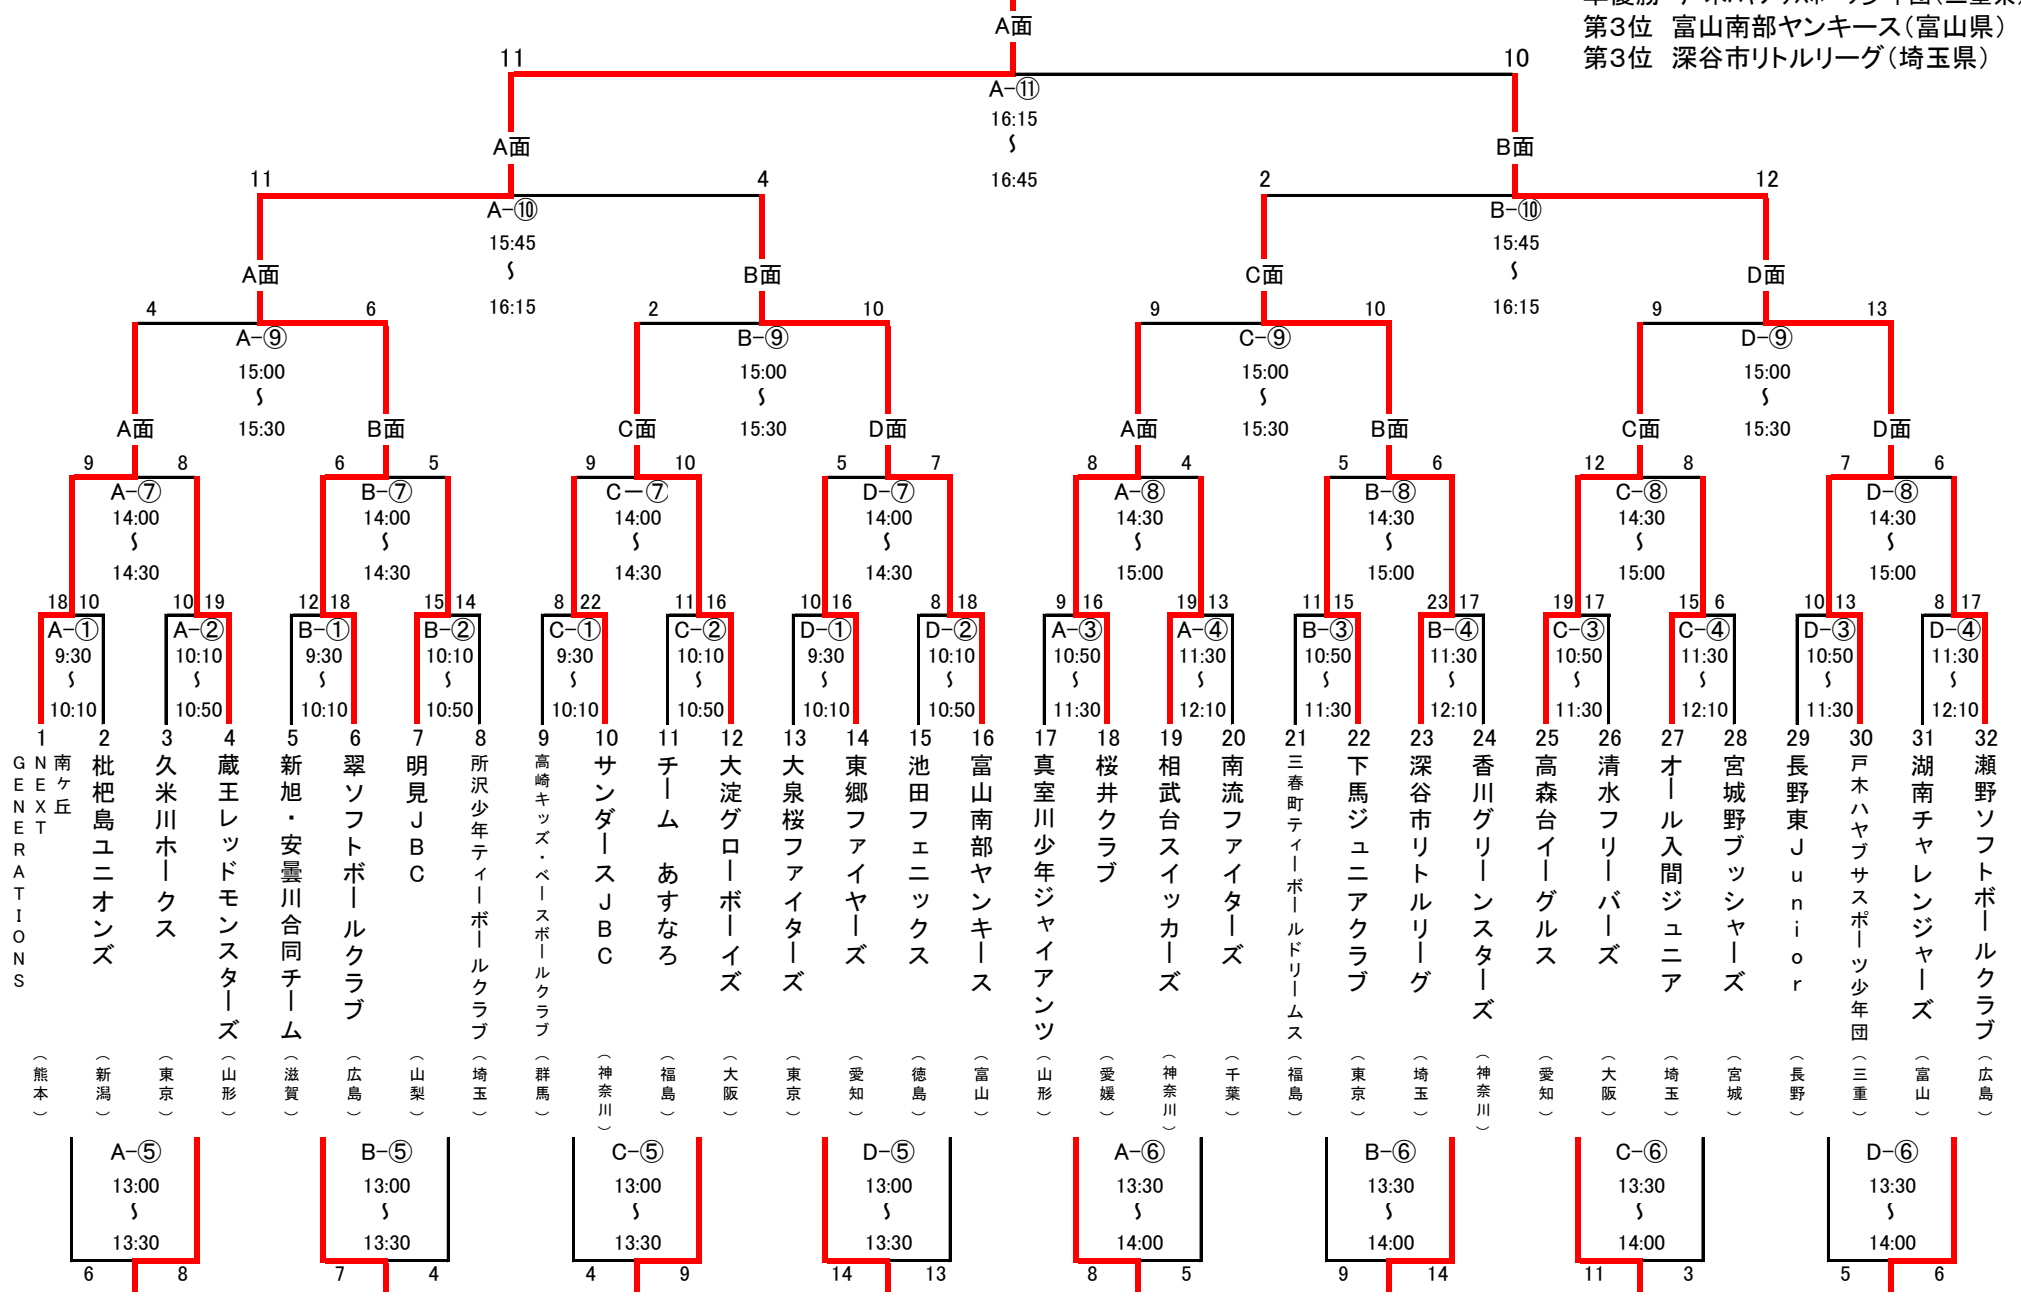 第3位 富山南部ヤンキース(富山県)
第3位 深谷市リトルリーグ(埼玉県)
A面
11 10
A-⑪
16:15
~
16:45
A面 B面
11 4 2 12
A-⑩ B-⑩
15:45 15:45
~ ~
16:15 16:15
A面 B面 C面 D面
4 6 2 10 9 10 9 13
A-⑨ B-⑨ C-⑨ D-⑨
15:00 15:00 15:00 15:00
~ ~ ~ ~
15:30 15:30 15:30 15:30
A面 B面 C面 D面 A面 B面 C面 D面
9 8 6 5 9 10 5 7 8 4 5 6 12 8 7 6
A-⑦ B-⑦ C-⑦ D-⑦ A-⑧ B-⑧ C-⑧ D-⑧
14:00 14:00 14:00 14:00 14:30 14:30 14:30 14:30
~ ~ ~ ~ ~ ~ ~ ~
14:30 14:30 14:30 14:30 15:00 15:00 15:00 15:00
18 10 10 19 12 18 15 14 8 22 11 16 10 16 8 18 9 16 19 13 11 15 23 17 19 17 15 6 10 13 8 17
A-① A-② B-① B-② C-① C-② D-① D-② A-③ A-④ B-③ B-④ C-③ C-④ D-③ D-④
9:30 10:10 9:30 10:10 9:30 10:10 9:30 10:10 10:50 11:30 10:50 11:30 10:50 11:30 10:50 11:30
~ ~ ~ ~ ~ ~ ~ ~ ~ ~ ~ ~ ~ ~ ~ ~
10:10 10:50 10:10 10:50 10:10 10:50 10:10 10:50 11:30 12:10 11:30 12:10 11:30 12:10 11:30 12:10
1 南ヶ丘
NEXT
GENERATIONS
(熊本)
2 枇杷島ユニオンズ (新潟)
3 久米川ホークス (東京)
4 蔵王レッドモンスターズ (山形)
5 新旭・安曇川合同チーム (滋賀)
6 翠ソフトボールクラブ (広島)
7 明見JBC (山梨)
8 所沢少年ティーボールクラブ (埼玉)
9 高崎キッズ・ベースボールクラブ (群馬)
10 サンダースJBC (神奈川)
11 チーム あすなろ (福島)
12 大淀グローボーイズ (大阪)
13 大泉桜ファイターズ (東京)
14 東郷ファイヤーズ (愛知)
15 池田フェニックス (徳島)
16 富山南部ヤンキース (富山)
17 真室川少年ジャイアンツ (山形)
18 桜井クラブ (愛媛)
19 相武台スイッカーズ (神奈川)
20 南流ファイターズ (千葉)
21 三春町ティーボールドリームス (福島)
22 下馬ジュニアクラブ (東京)
23 深谷市リトルリーグ (埼玉)
24 香川グリーンスターズ (神奈川)
25 高森台イーグルス (愛知)
26 清水フリーバーズ (大阪)
27 オール入間ジュニア (埼玉)
28 宮城野ブッシャーズ (宮城)
29 長野東Junior (長野)
30 戸木ハヤブサスポーツ少年団 (三重)
31 湖南チャレンジャーズ (富山)
32 瀬野ソフトボールクラブ (広島)
A-⑤ B-⑤ C-⑤ D-⑤ A-⑥ B-⑥ C-⑥ D-⑥
13:00 13:00 13:00 13:00 13:30 13:30 13:30 13:30
~ ~ ~ ~ ~ ~ ~ ~
13:30 13:30 13:30 13:30 14:00 14:00 14:00 14:00
6 8 7 4 4 9 14 13 8 5 9 14 11 3 5 6